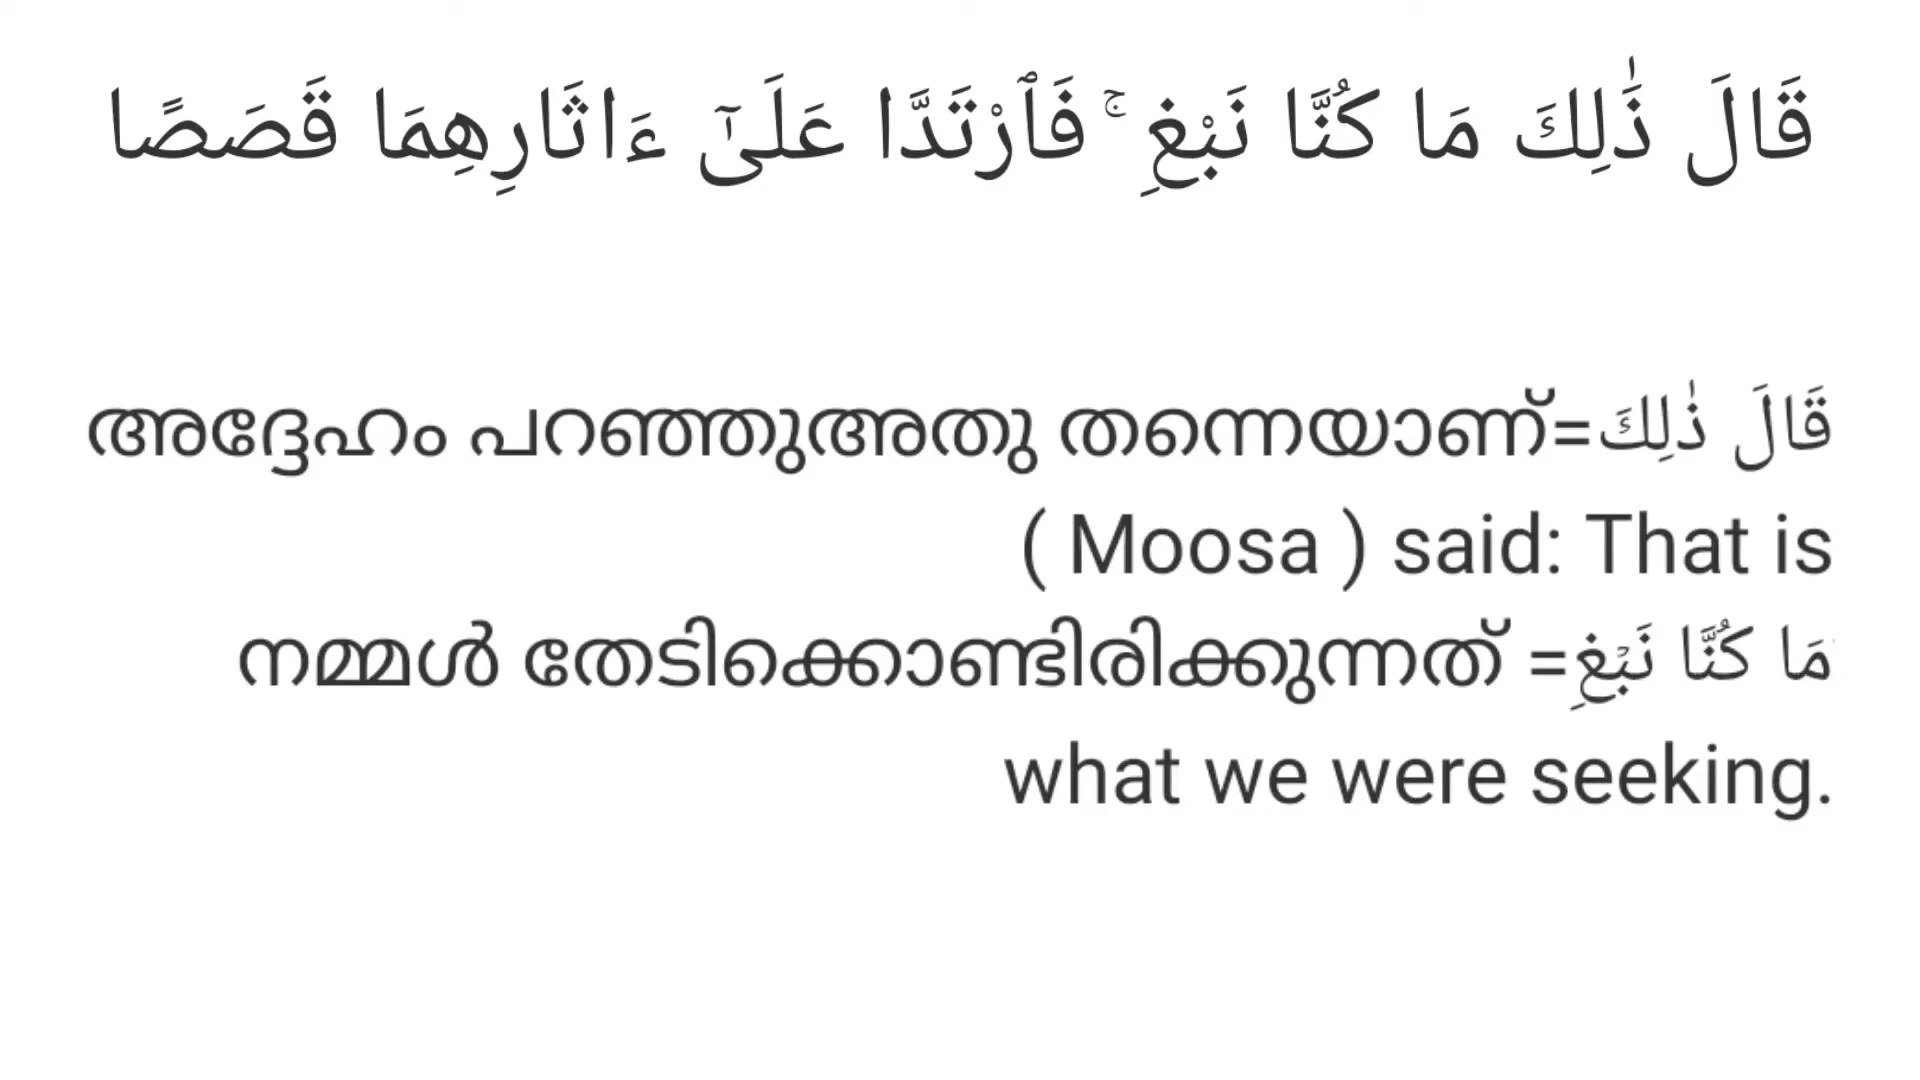 قَالَ ذَٰلِكَ مَا كُنَّا نَبْغِ ۚ فَٱرْتَدَّا عَلَىٰٓ ءَاثَارِهِمَا قَصَصًا
قَالَ ذَٰلِكَ=അദ്ദേഹം പറഞ്ഞുഅതു തന്നെയാണ്
( Moosa ) said: That is
مَا كُنَّا نَبْغِ= നമ്മൾ തേടിക്കൊണ്ടിരിക്കുന്നത്
what we were seeking.